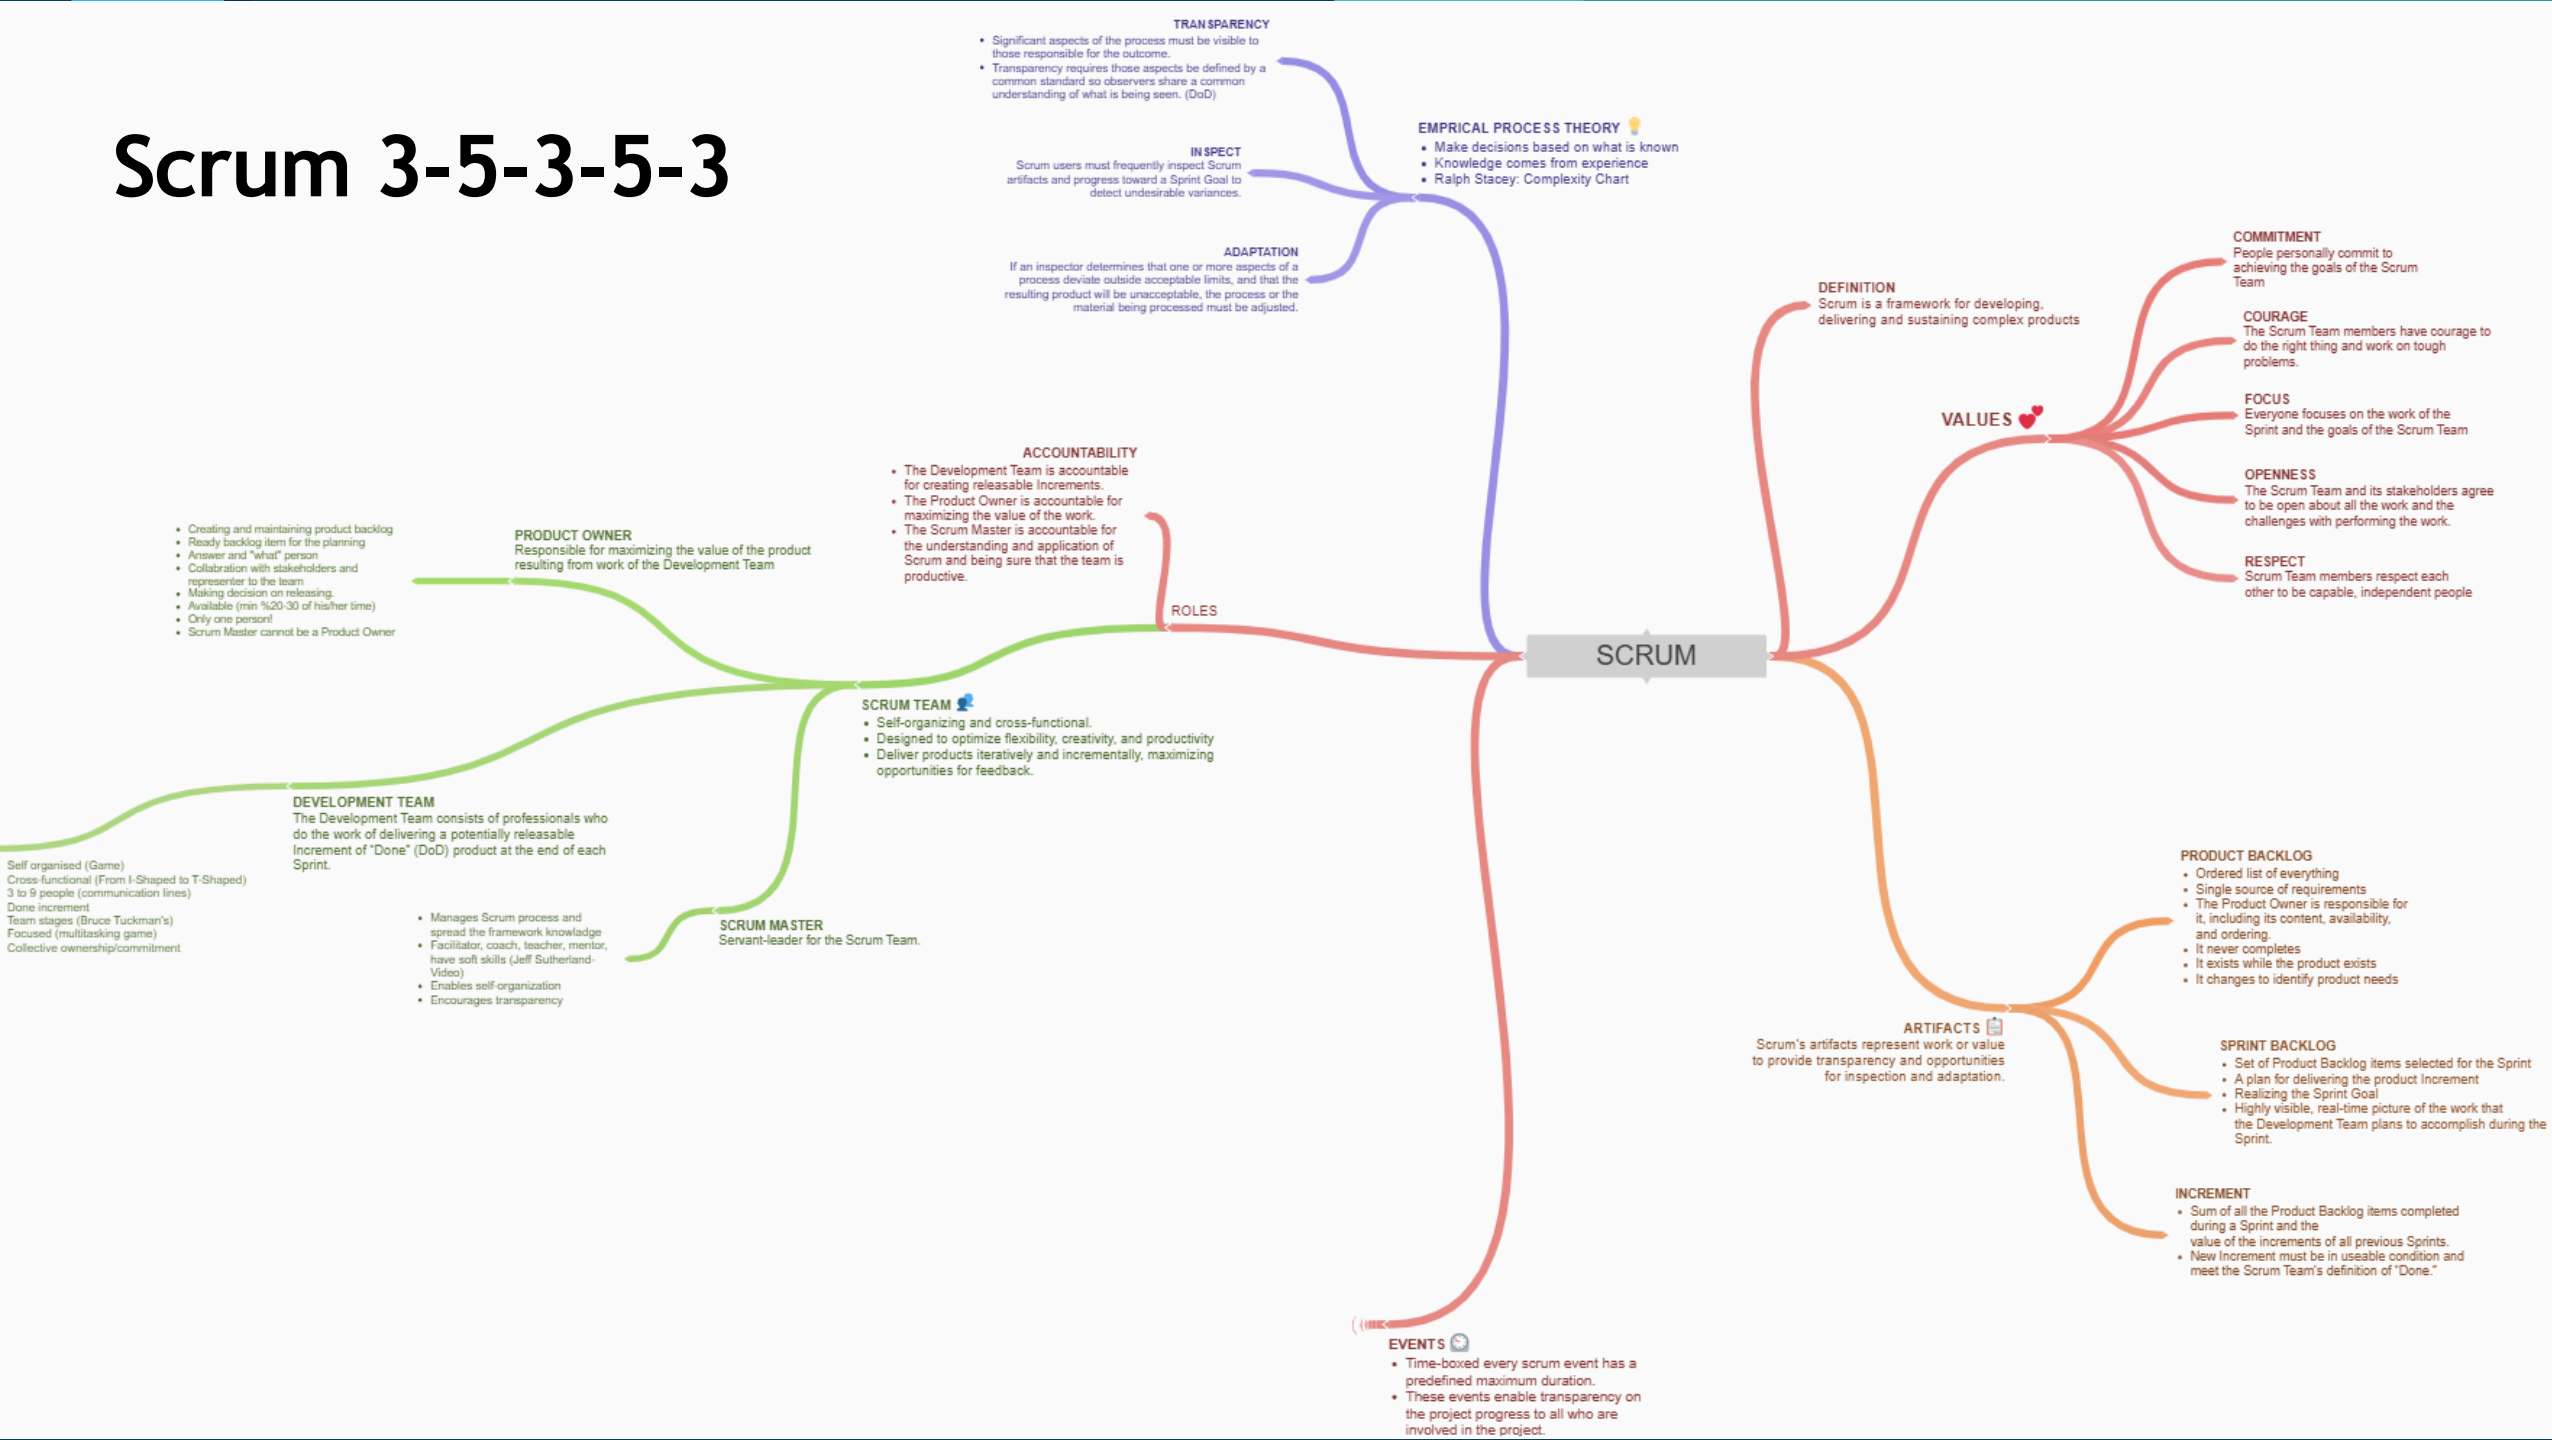 Scrum 3-5-3-5-3
TRANSPARENCY
• Significant aspects of the process must be visible to
those responsible for the outcome.
• Transparency requires those aspects be defined by a
common standard so observers share a common
understanding of what is being seen. (DoD)
INSPECT
Scrum users must frequently inspect Scrum
artifacts and progress toward a Sprint Goal to
detect undesirable variances.
ADAPTATION
If an inspector determines that one or more aspects of a
process deviate outside acceptable limits, and that the
resulting product will be unacceptable, the process or the
material being processed must be adjusted.
EMPRICAL PROCESS THEORY
• Make decisions based on what is known
• Knowledge comes from experience
• Ralph Stacey: Complexity Chart
DEFINITION
Scrum is a framework for developing,
delivering and sustaining complex products
VALUES
COMMITMENT
People personally commit to
achieving the goals of the Scrum
Team
COURAGE
The Scrum Team members have courage to
do the right thing and work on tough
problems.
FOCUS
Everyone focuses on the work of the
Sprint and the goals of the Scrum Team
OPENNESS
The Scrum Team and its stakeholders agree
to be open about all the work and the
challenges with performing the work.
RESPECT
Scrum Team members respect each
other to be capable, independent people
ACCOUNTABILITY
• The Development Team is accountable
for creating releasable Increments.
• The Product Owner is accountable for
maximizing the value of the work.
• The Scrum Master is accountable for
the understanding and application of
Scrum and being sure that the team is
productive.
ROLES
SCRUM
• Creating and maintaining product backlog
• Ready backlog item for the planning
• Answer and "what" person
• Collabration with stakeholders and
representer to the team
• Making decision on releasing.
• Available (min %20-30 of his/her time)
• Only one person!
• Scrum Master cannot be a Product Owner
PRODUCT OWNER
Responsible for maximizing the value of the product
resulting from work of the Development Team
SCRUM TEAM
• Self-organizing and cross-functional.
• Designed to optimize flexibility, creativity, and productivity
• Deliver products iteratively and incrementally, maximizing
opportunities for feedback.
DEVELOPMENT TEAM
The Development Team consists of professionals who
do the work of delivering a potentially releasable
Increment of “Done” (DoD) product at the end of each
Sprint.
Self organised (Game)
Cross-functional (From I-Shaped to T-Shaped)
3 to 9 people (communication lines)
Done increment
Team stages (Bruce Tuckman's)
Focused (multitasking game)
Collective ownership/commitment
• Manages Scrum process and
spread the framework knowladge
• Facilitator, coach, teacher, mentor,
have soft skills (Jeff Sutherland-
Video)
• Enables self-organization
• Encourages transparency
SCRUM MASTER
Servant-leader for the Scrum Team.
ARTIFACTS
Scrum's artifacts represent work or value
to provide transparency and opportunities
for inspection and adaptation.
PRODUCT BACKLOG
• Ordered list of everything
• Single source of requirements
• The Product Owner is responsible for
it, including its content, availability,
and ordering.
• It never completes
• It exists while the product exists
• It changes to identify product needs
SPRINT BACKLOG
• Set of Product Backlog items selected for the Sprint
• A plan for delivering the product Increment
• Realizing the Sprint Goal
• Highly visible, real-time picture of the work that
the Development Team plans to accomplish during the
Sprint.
INCREMENT
• Sum of all the Product Backlog items completed
during a Sprint and the
value of the increments of all previous Sprints.
• New Increment must be in useable condition and
meet the Scrum Team's definition of “Done.”
EVENTS
• Time-boxed every scrum event has a
predefined maximum duration.
• These events enable transparency on
the project progress to all who are
involved in the project.